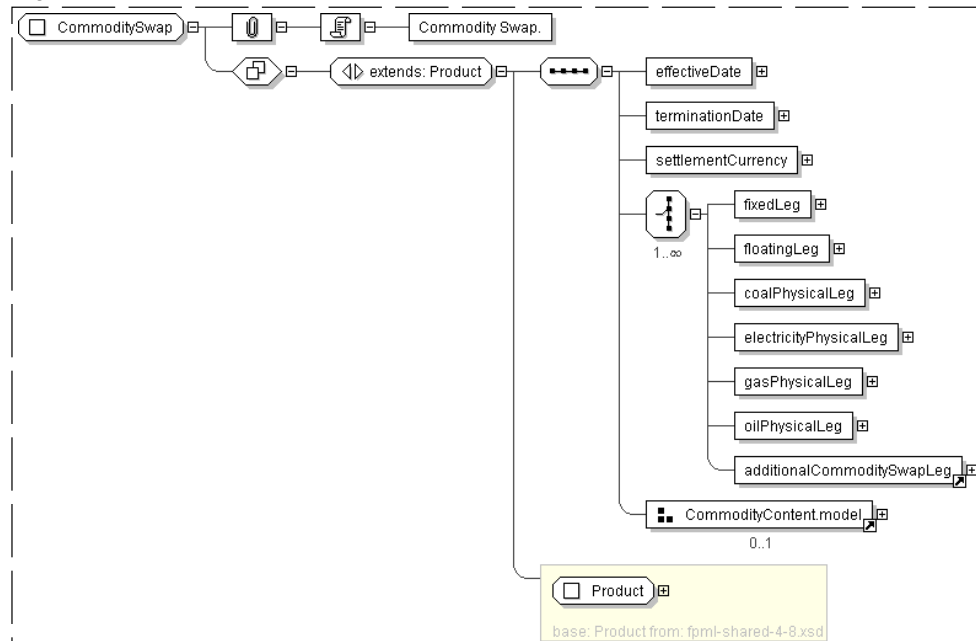 CommoditySwap
Commodity Swap.
extends: Product
effectiveDate
terminationDate
settlementCurrency
1..∞
fixedLeg
floatingLeg
coalPhysicalLeg
electricityPhysicalLeg
gasPhysicalLeg
oilPhysicalLeg
additionalCommoditySwapLeg
CommodityContent.model
0..1
Product
base: Product from: fpml-shared-4-8.xsd